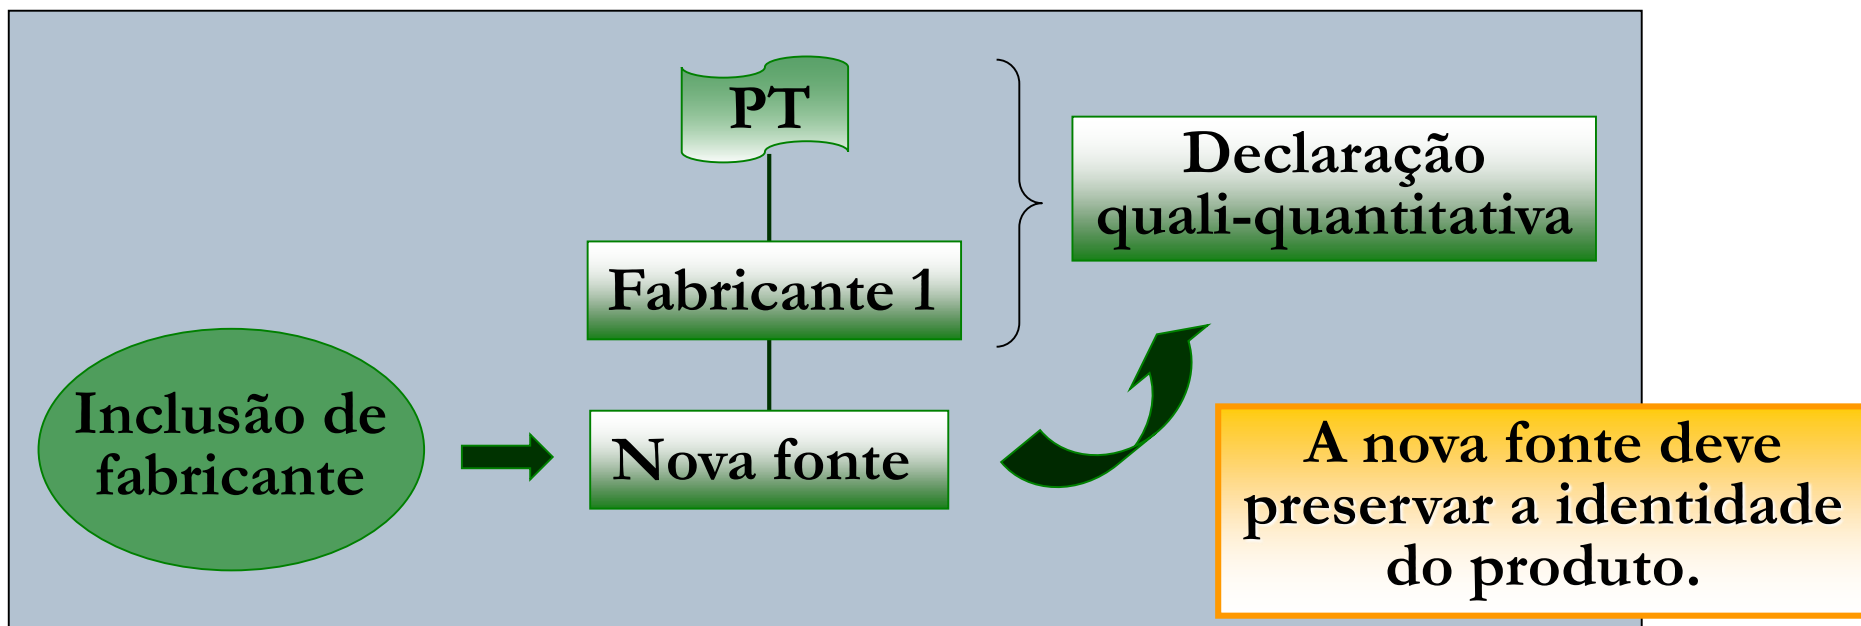 PT
Declaração
quali-quantitativa
Fabricante 1
Inclusão de
fabricante
Nova fonte
A nova fonte deve
preservar a identidade
do produto.